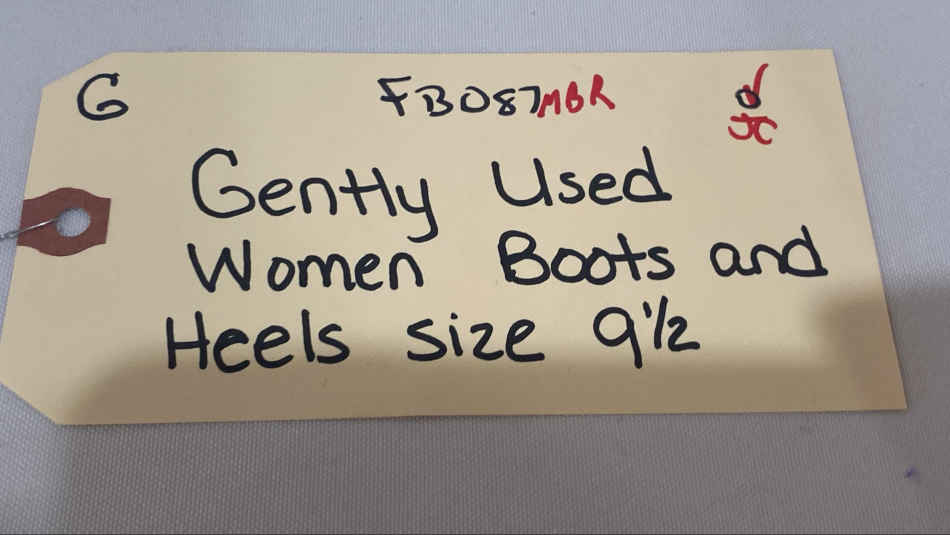 G FB087MBR
Gently Used
Women Boots and
Heels size 9½